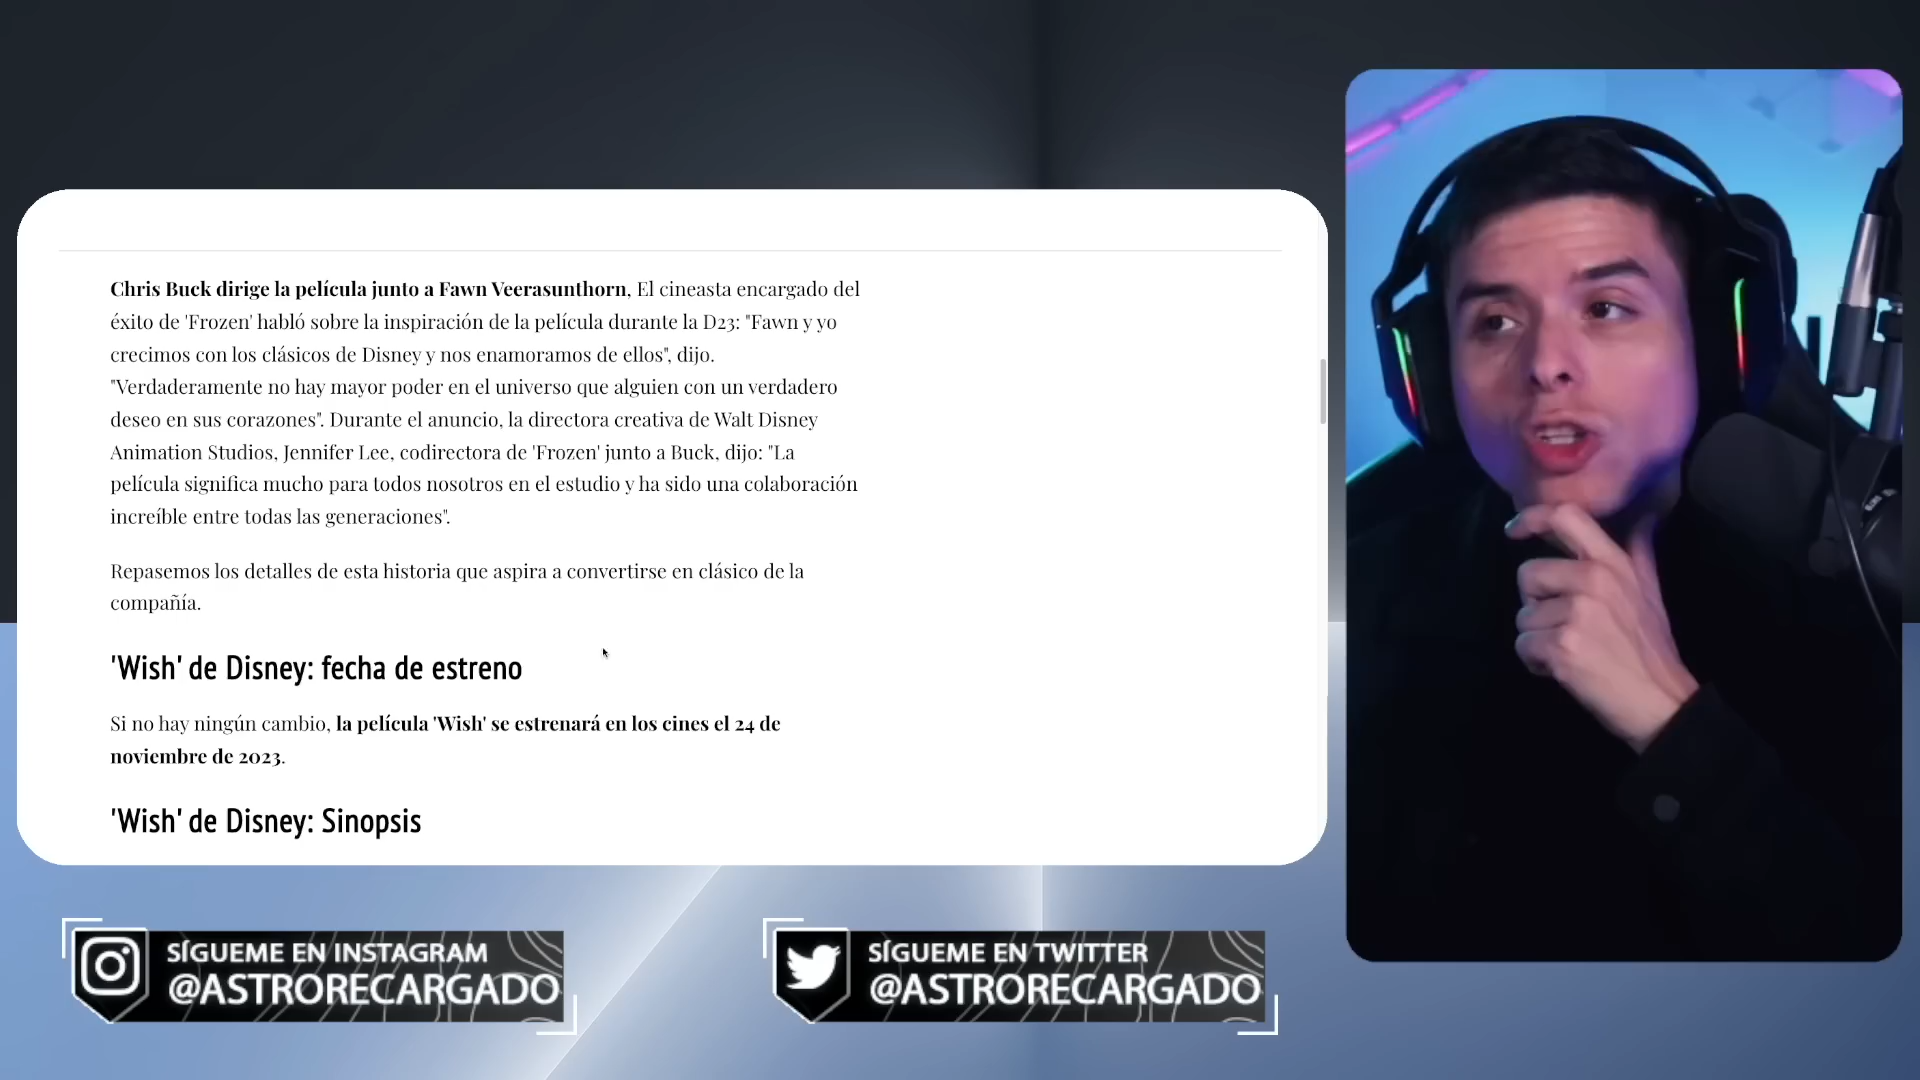 Chris Buck dirige la película junto a Fawn Veerasunthorn, El cineasta encargado del
éxito de 'Frozen' habló sobre la inspiración de la película durante la D23: "Fawn y yo
crecimos con los clásicos de Disney y nos enamoramos de ellos", dijo.
"Verdaderamente no hay mayor poder en el universo que alguien con un verdadero
deseo en sus corazones". Durante el anuncio, la directora creativa de Walt Disney
Animation Studios, Jennifer Lee, codirectora de 'Frozen' junto a Buck, dijo: "La
película significa mucho para todos nosotros en el estudio y ha sido una colaboración
increíble entre todas las generaciones".
Repasemos los detalles de esta historia que aspira a convertirse en clásico de la
compañía.
'Wish' de Disney: fecha de estreno
Si no hay ningún cambio, la película 'Wish' se estrenará en los cines el 24 de
noviembre de 2023.
'Wish' de Disney: Sinopsis
SÍGUEME EN INSTAGRAM
@ASTRORECARGADO
SÍGUEME EN TWITTER
@ASTRORECARGADO